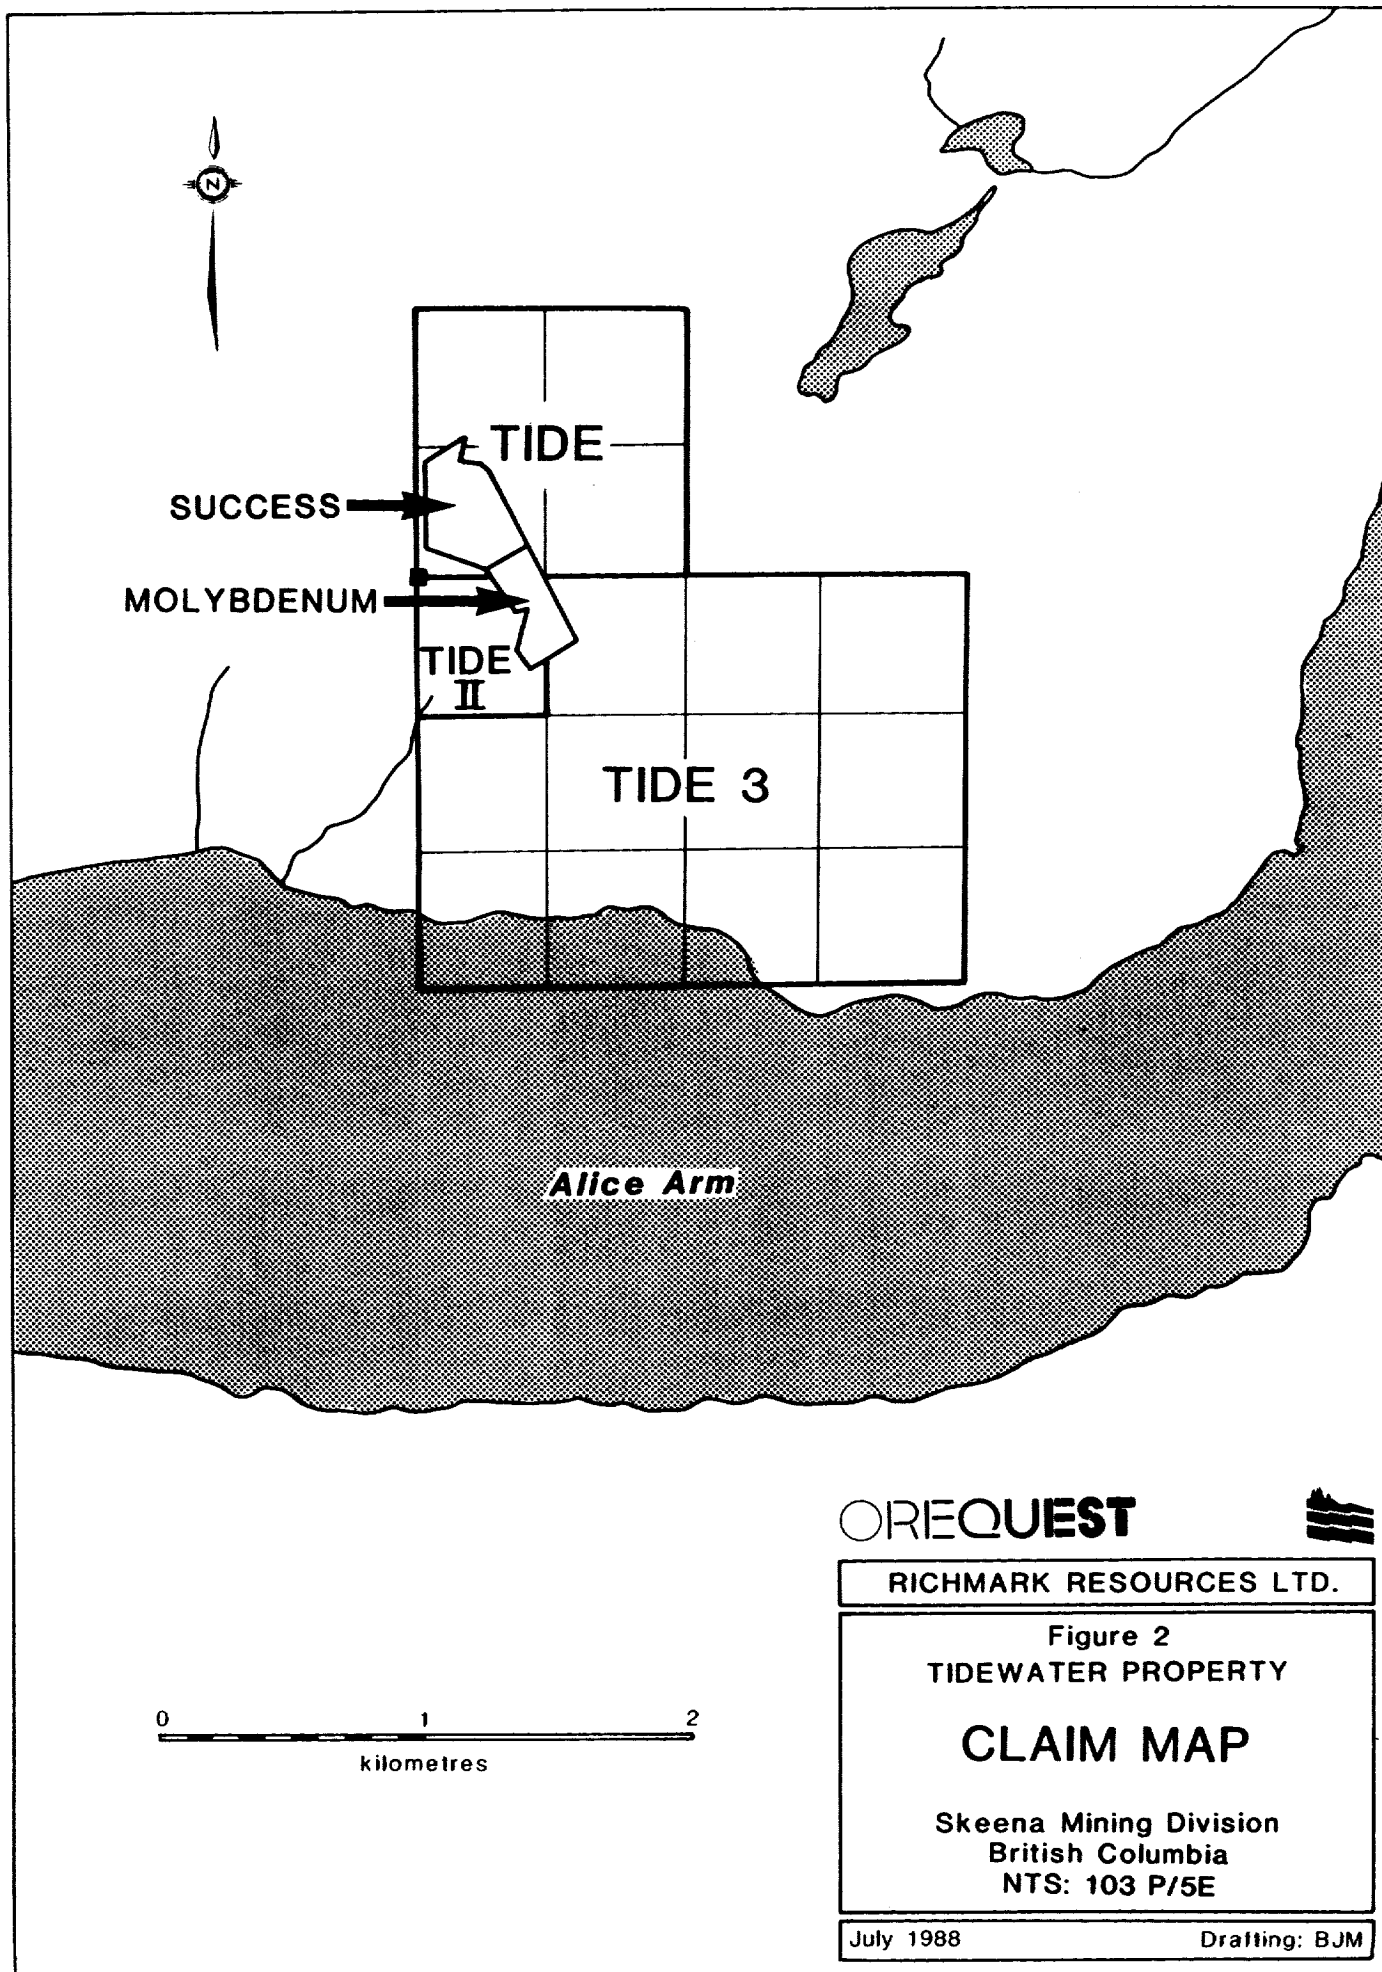 N
TIDE
SUCCESS
MOLYBDENUM
TIDE
II
TIDE 3
Alice Arm
OREQUEST
RICHMARK RESOURCES LTD.
Figure 2
TIDEWATER PROPERTY
CLAIM MAP
Skeena Mining Division
British Columbia
NTS: 103 P/5E
July 1988 Drafting: BJM
0 1 2
kilometres